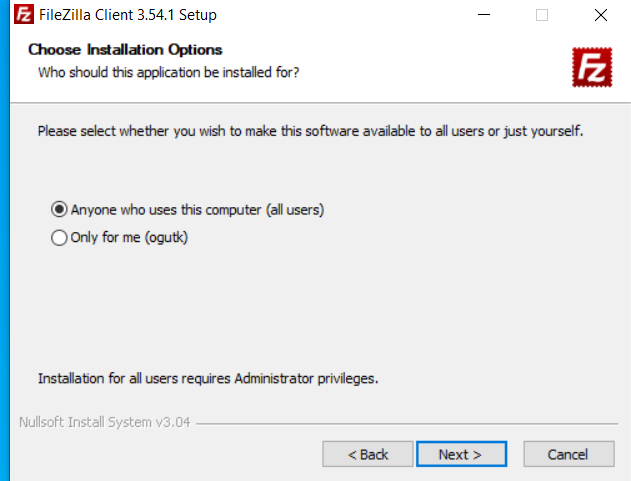 FileZilla Client 3.54.1 Setup
Choose Installation Options
Who should this application be installed for?
Fz
Please select whether you wish to make this software available to all users or just yourself.
Anyone who uses this computer (all users)
Only for me (ogutk)
Installation for all users requires Administrator privileges.
Nullsoft Install System v3.04
< Back Next > Cancel